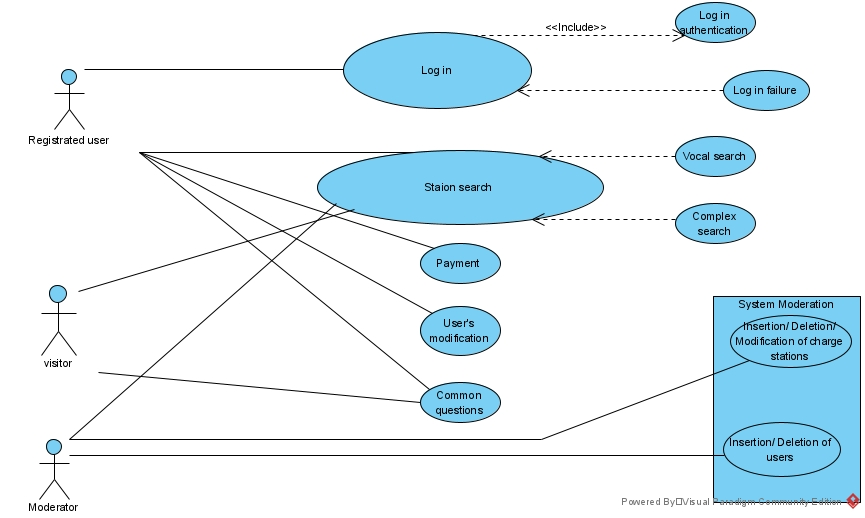 <<Include>>
Log in
authentication
Log in
Log in failure
Registrated user
Vocal search
Staion search
Complex
search
Payment
System Moderation
User's
modification
Insertion/ Deletion/
Modification of charge
stations
visitor
Common
questions
Insertion/ Deletion of
users
Moderator
Powered By Visual Paradigm Community Edition